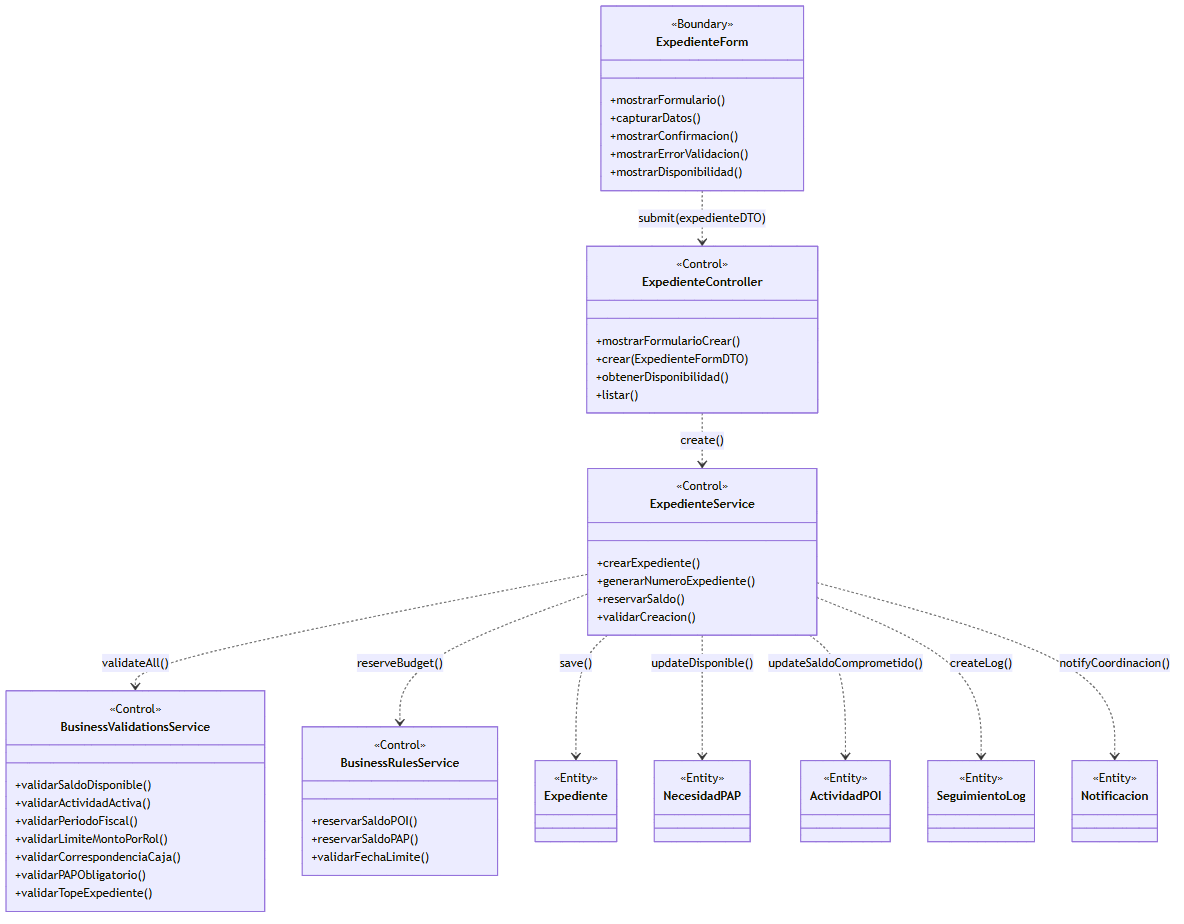 «Boundary»
ExpedienteForm
+mostrarFormulario()
+capturarDatos()
+mostrarConfirmacion()
+mostrarErrorValidacion()
+mostrarDisponibilidad()
submit(expedienteDTO)
«Control»
ExpedienteController
+mostrarFormularioCrear()
+crear(ExpedienteFormDTO)
+obtenerDisponibilidad()
+listar()
create()
«Control»
ExpedienteService
+crearExpediente()
+generarNumeroExpediente()
+reservarSaldo()
+validarCreacion()
validateAll()
reserveBudget()
save()
updateDisponible()
updateSaldoComprometido()
createLog()
notifyCoordinacion()
«Control»
BusinessValidationsService
+validarSaldoDisponible()
+validarActividadActiva()
+validarPeriodoFiscal()
+validarLimiteMontoPorRol()
+validarCorrespondenciaCaja()
+validarPAPObligatorio()
+validarTopeExpediente()
«Control»
BusinessRulesService
+reservarSaldoPOI()
+reservarSaldoPAP()
+validarFechaLimite()
«Entity»
Expediente
«Entity»
NecesidadPAP
«Entity»
ActividadPOI
«Entity»
SeguimientoLog
«Entity»
Notificacion